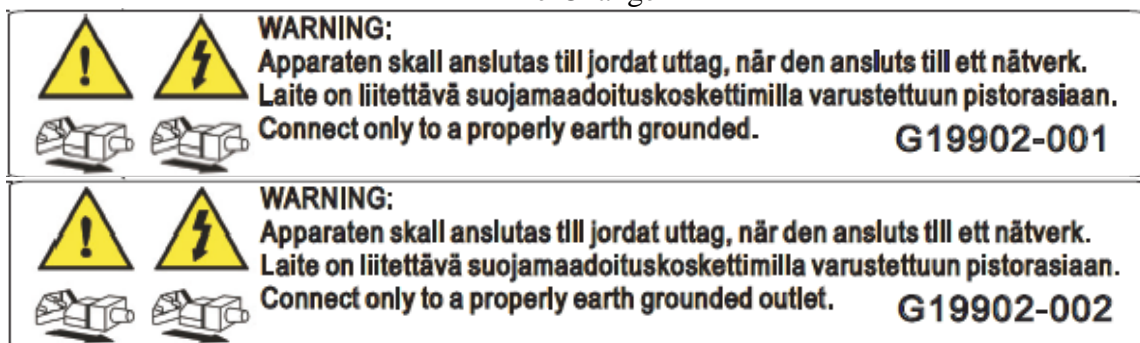 Change
WARNING:
Apparaten skall anslutas till jordat uttag, när den ansluts till ett nätverk.
Laite on liitettävä suojamaadoituskoskettimilla varustettuun pistorasiaan.
Connect only to a properly earth grounded.
G19902-001
WARNING:
Apparaten skall anslutas till jordat uttag, när den ansluts till ett nätverk.
Laite on liitettävä suojamaadoituskoskettimilla varustettuun pistorasiaan.
Connect only to a properly earth grounded outlet.
G19902-002